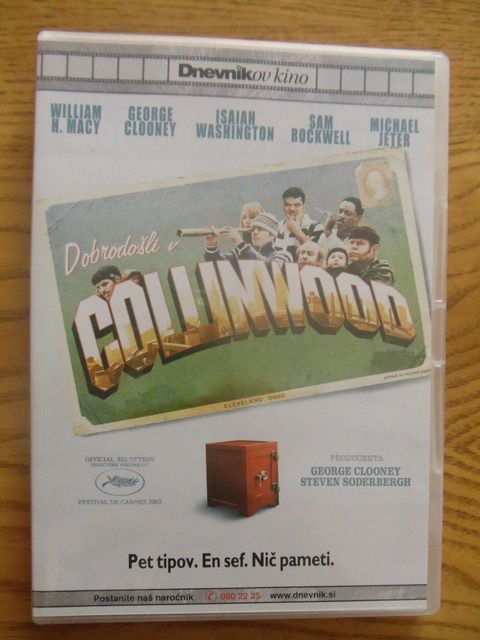 Dnevnikov kino
WILLIAM H. MACY
GEORGE CLOONEY
ISAIAH WASHINGTON
SAM ROCKWELL
MICHAEL JETER
Dobrodošli v
COLLINWOOD
CLEVELAND, OHIO
OFFICIAL SELECTION
FESTIVAL DE CANNES 2002
PRODUCENTA
GEORGE CLOONEY
STEVEN SODERBERGH
Pet tipov. En sef. Nič pameti.
Postanite naš naročnik 080 22 25 www.dnevnik.si